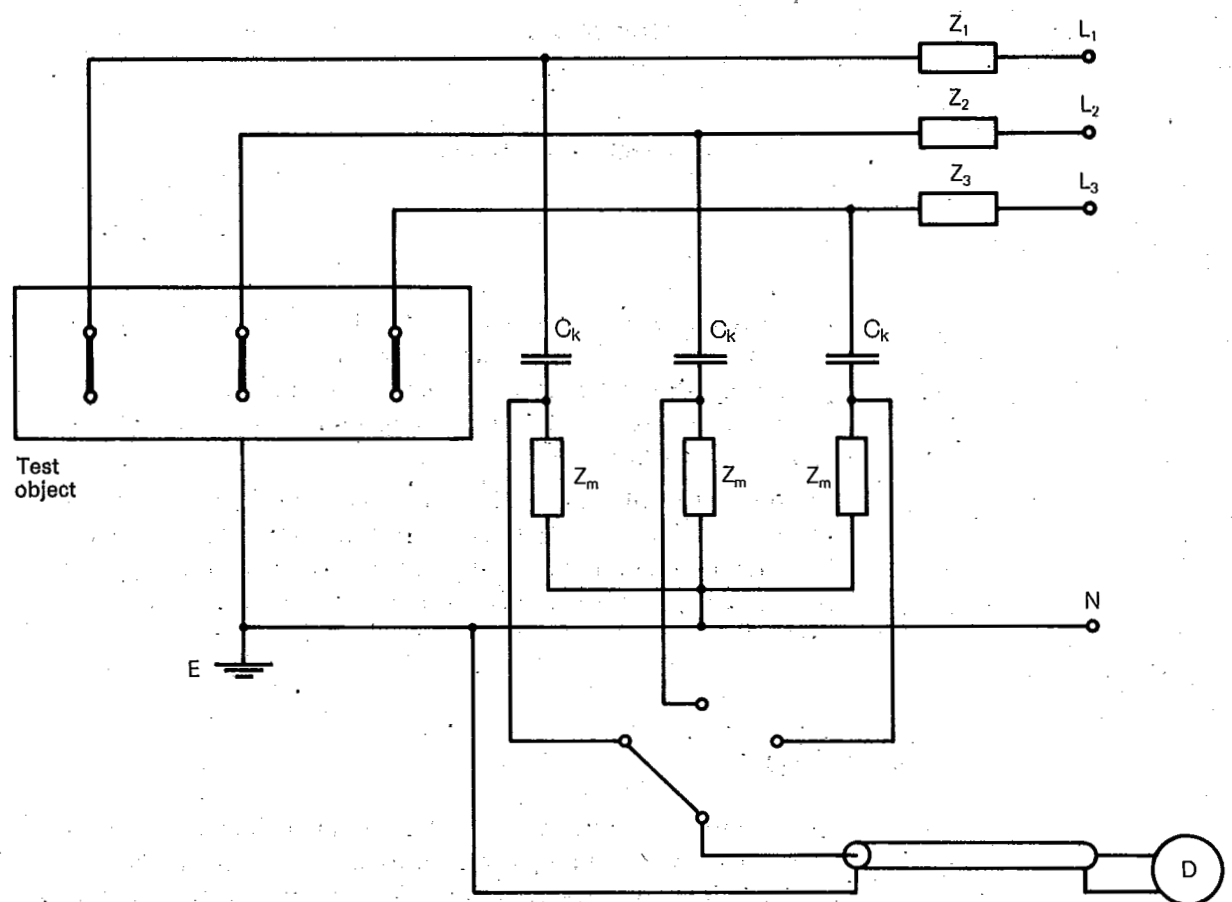 Z₁ L₁
Z₂ L₂
Z₃ L₃
Cₖ Cₖ Cₖ
Test
object
Zₘ Zₘ Zₘ
N
E
D